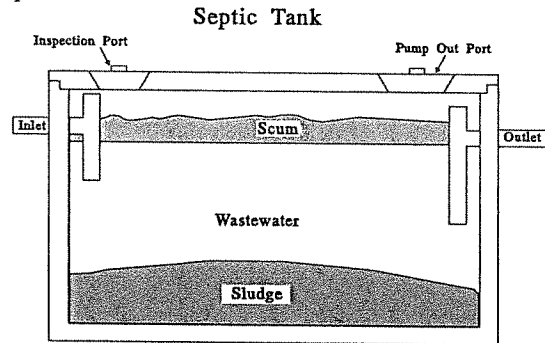 Septic Tank
Inspection Port
Pump Out Port
Inlet
Scum
Outlet
Wastewater
Sludge